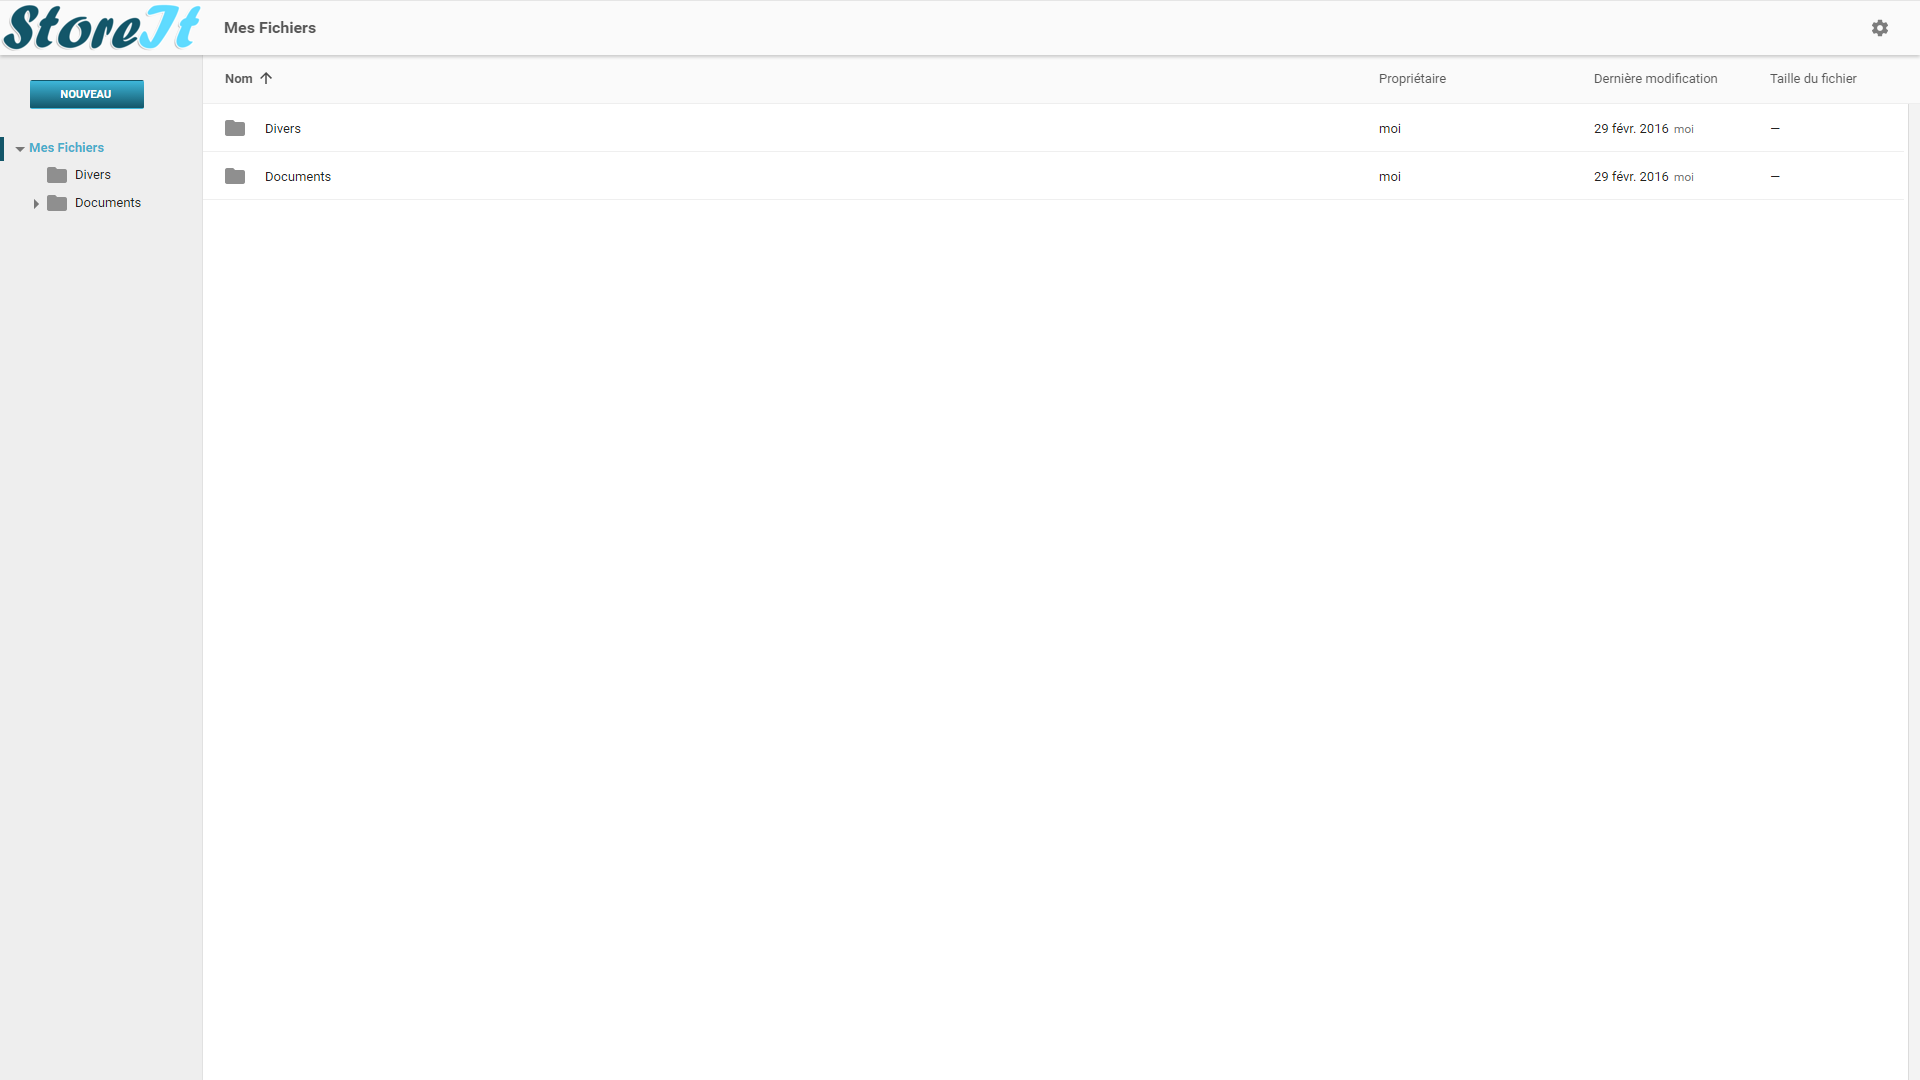 StoreIt
Mes Fichiers
NOUVEAU
Mes Fichiers
Divers
Documents
Nom Propriétaire Dernière modification Taille du fichier
Divers moi 29 févr. 2016 moi —
Documents moi 29 févr. 2016 moi —